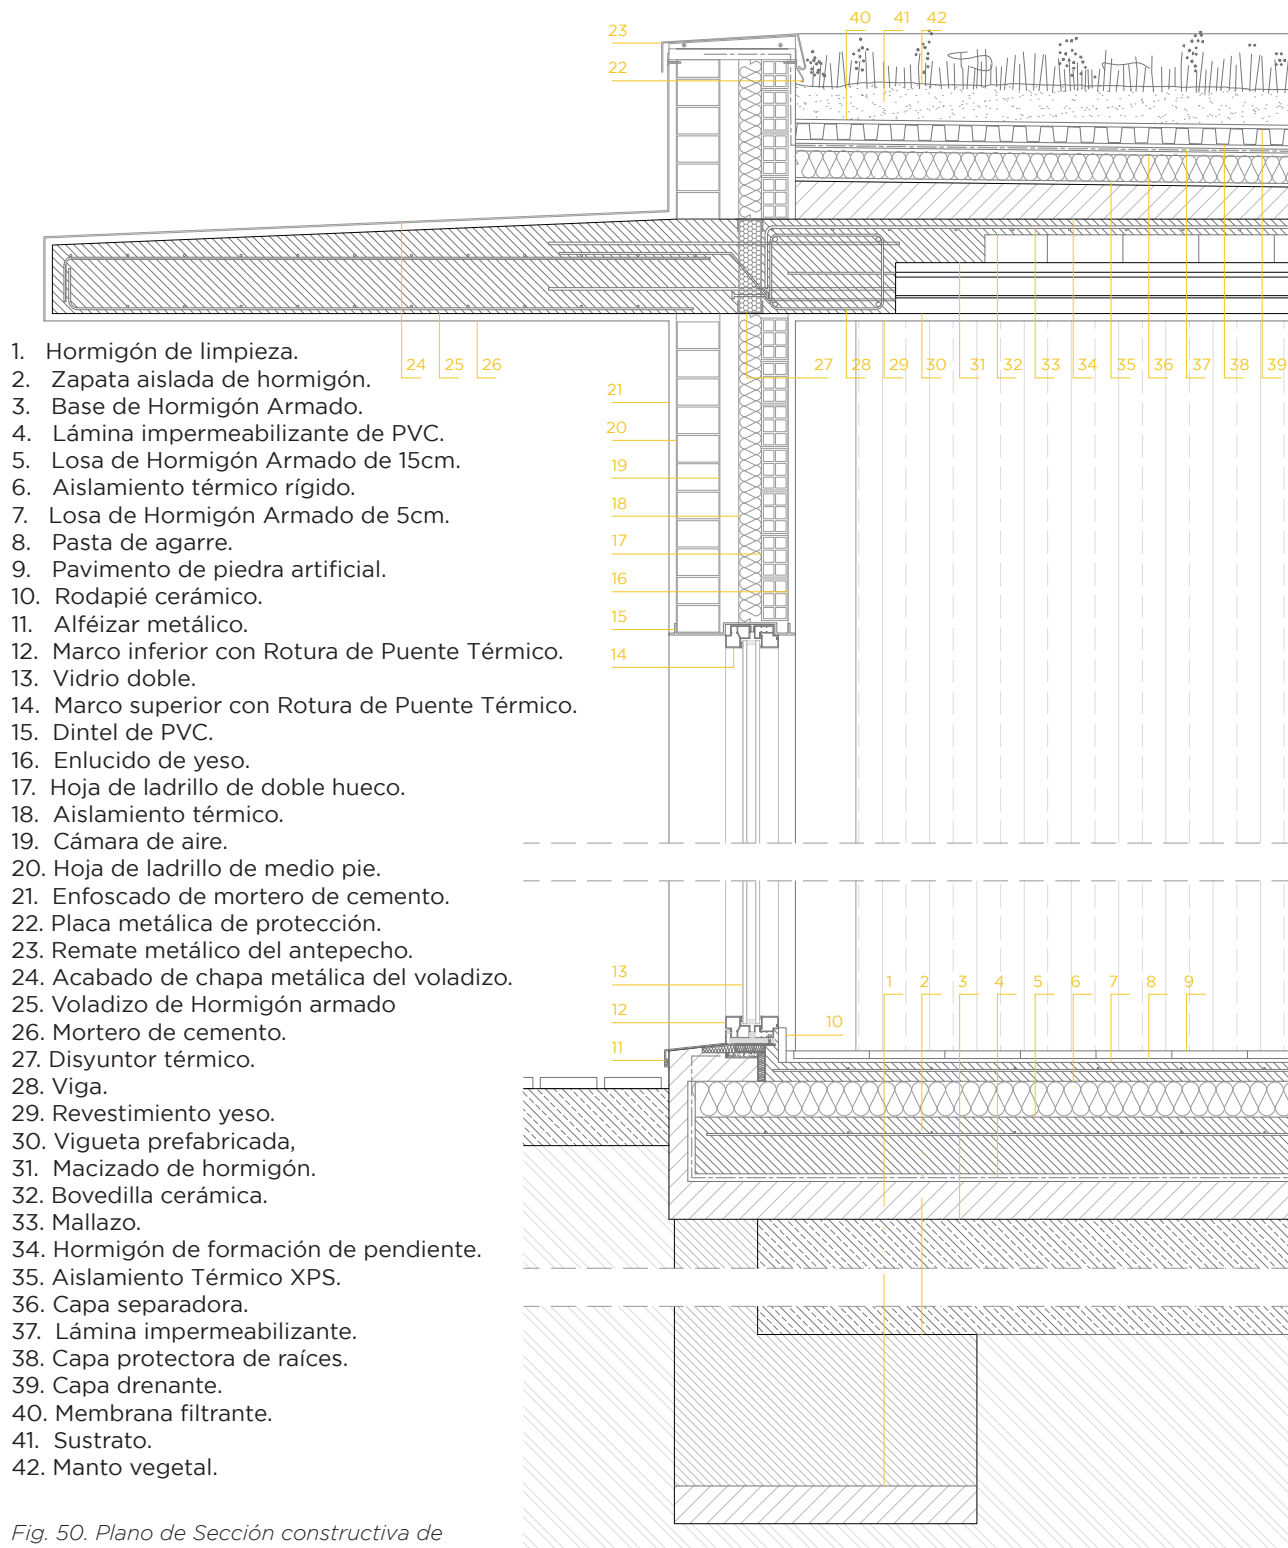 40 41 42
23
22
24 25 26
27 28 29 30 31 32 33 34 35 36 37 38 39
21
20
19
18
17
16
15
14
13
12
11
10
1 2 3 4 5 6 7 8 9
1. Hormigón de limpieza.
2. Zapata aislada de hormigón.
3. Base de Hormigón Armado.
4. Lámina impermeabilizante de PVC.
5. Losa de Hormigón Armado de 15cm.
6. Aislamiento térmico rígido.
7. Losa de Hormigón Armado de 5cm.
8. Pasta de agarre.
9. Pavimento de piedra artificial.
10. Rodapié cerámico.
11. Alféizar metálico.
12. Marco inferior con Rotura de Puente Térmico.
13. Vidrio doble.
14. Marco superior con Rotura de Puente Térmico.
15. Dintel de PVC.
16. Enlucido de yeso.
17. Hoja de ladrillo de doble hueco.
18. Aislamiento térmico.
19. Cámara de aire.
20. Hoja de ladrillo de medio pie.
21. Enfoscado de mortero de cemento.
22. Placa metálica de protección.
23. Remate metálico del antepecho.
24. Acabado de chapa metálica del voladizo.
25. Voladizo de Hormigón armado
26. Mortero de cemento.
27. Disyuntor térmico.
28. Viga.
29. Revestimiento yeso.
30. Vigueta prefabricada,
31. Macizado de hormigón.
32. Bovedilla cerámica.
33. Mallazo.
34. Hormigón de formación de pendiente.
35. Aislamiento Térmico XPS.
36. Capa separadora.
37. Lámina impermeabilizante.
38. Capa protectora de raíces.
39. Capa drenante.
40. Membrana filtrante.
41. Sustrato.
42. Manto vegetal.
Fig. 50. Plano de Sección constructiva de